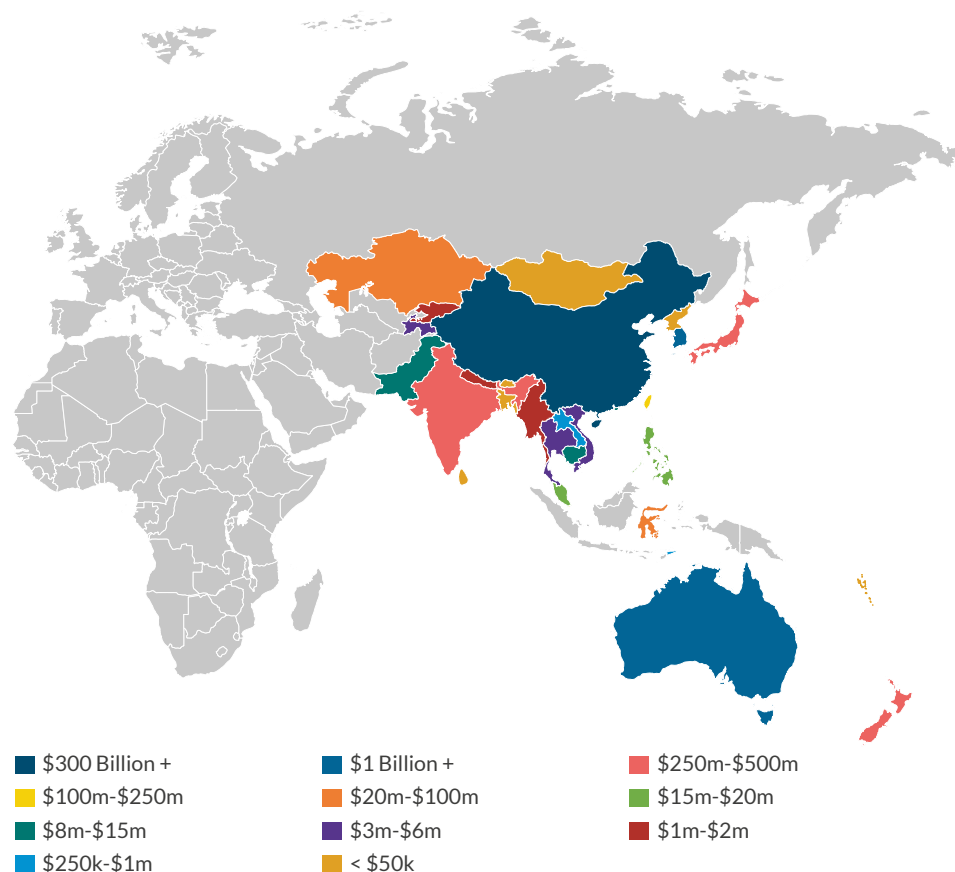 $300 Billion +
$1 Billion +
$250m-$500m
$100m-$250m
$20m-$100m
$15m-$20m
$8m-$15m
$3m-$6m
$1m-$2m
$250k-$1m
< $50k